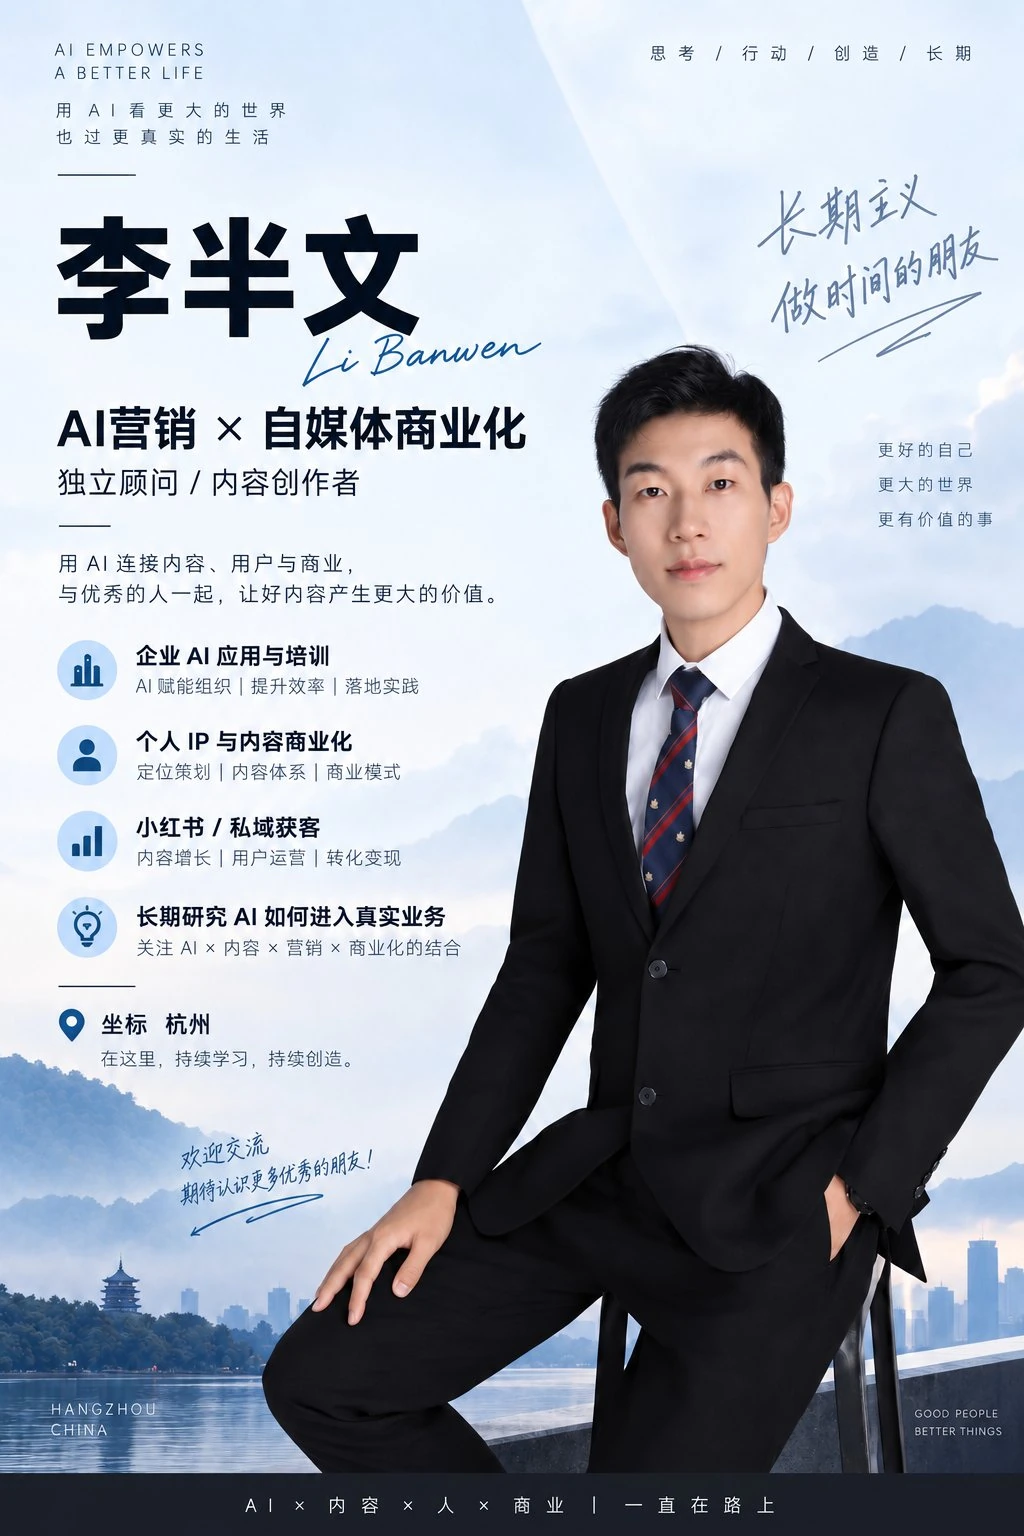 AI EMPOWERS
A BETTER LIFE
用 AI 看更大的世界
也过更真实的生活
思考 / 行动 / 创造 / 长期
长期主义
做时间的朋友
李半文
Li Banwen
AI营销 × 自媒体商业化
独立顾问 / 内容创作者
更好的自己
更大的世界
更有价值的事
用 AI 连接内容、用户与商业，
与优秀的人一起，让好内容产生更大的价值。
企业 AI 应用与培训
AI 赋能组织 | 提升效率 | 落地实践
个人 IP 与内容商业化
定位策划 | 内容体系 | 商业模式
小红书 / 私域获客
内容增长 | 用户运营 | 转化变现
长期研究 AI 如何进入真实业务
关注 AI × 内容 × 营销 × 商业化的结合
坐标 杭州
在这里，持续学习，持续创造。
欢迎交流
期待认识更多优秀的朋友！
HANGZHOU
CHINA
GOOD PEOPLE
BETTER THINGS
AI × 内容 × 人 × 商业 | 一直在路上